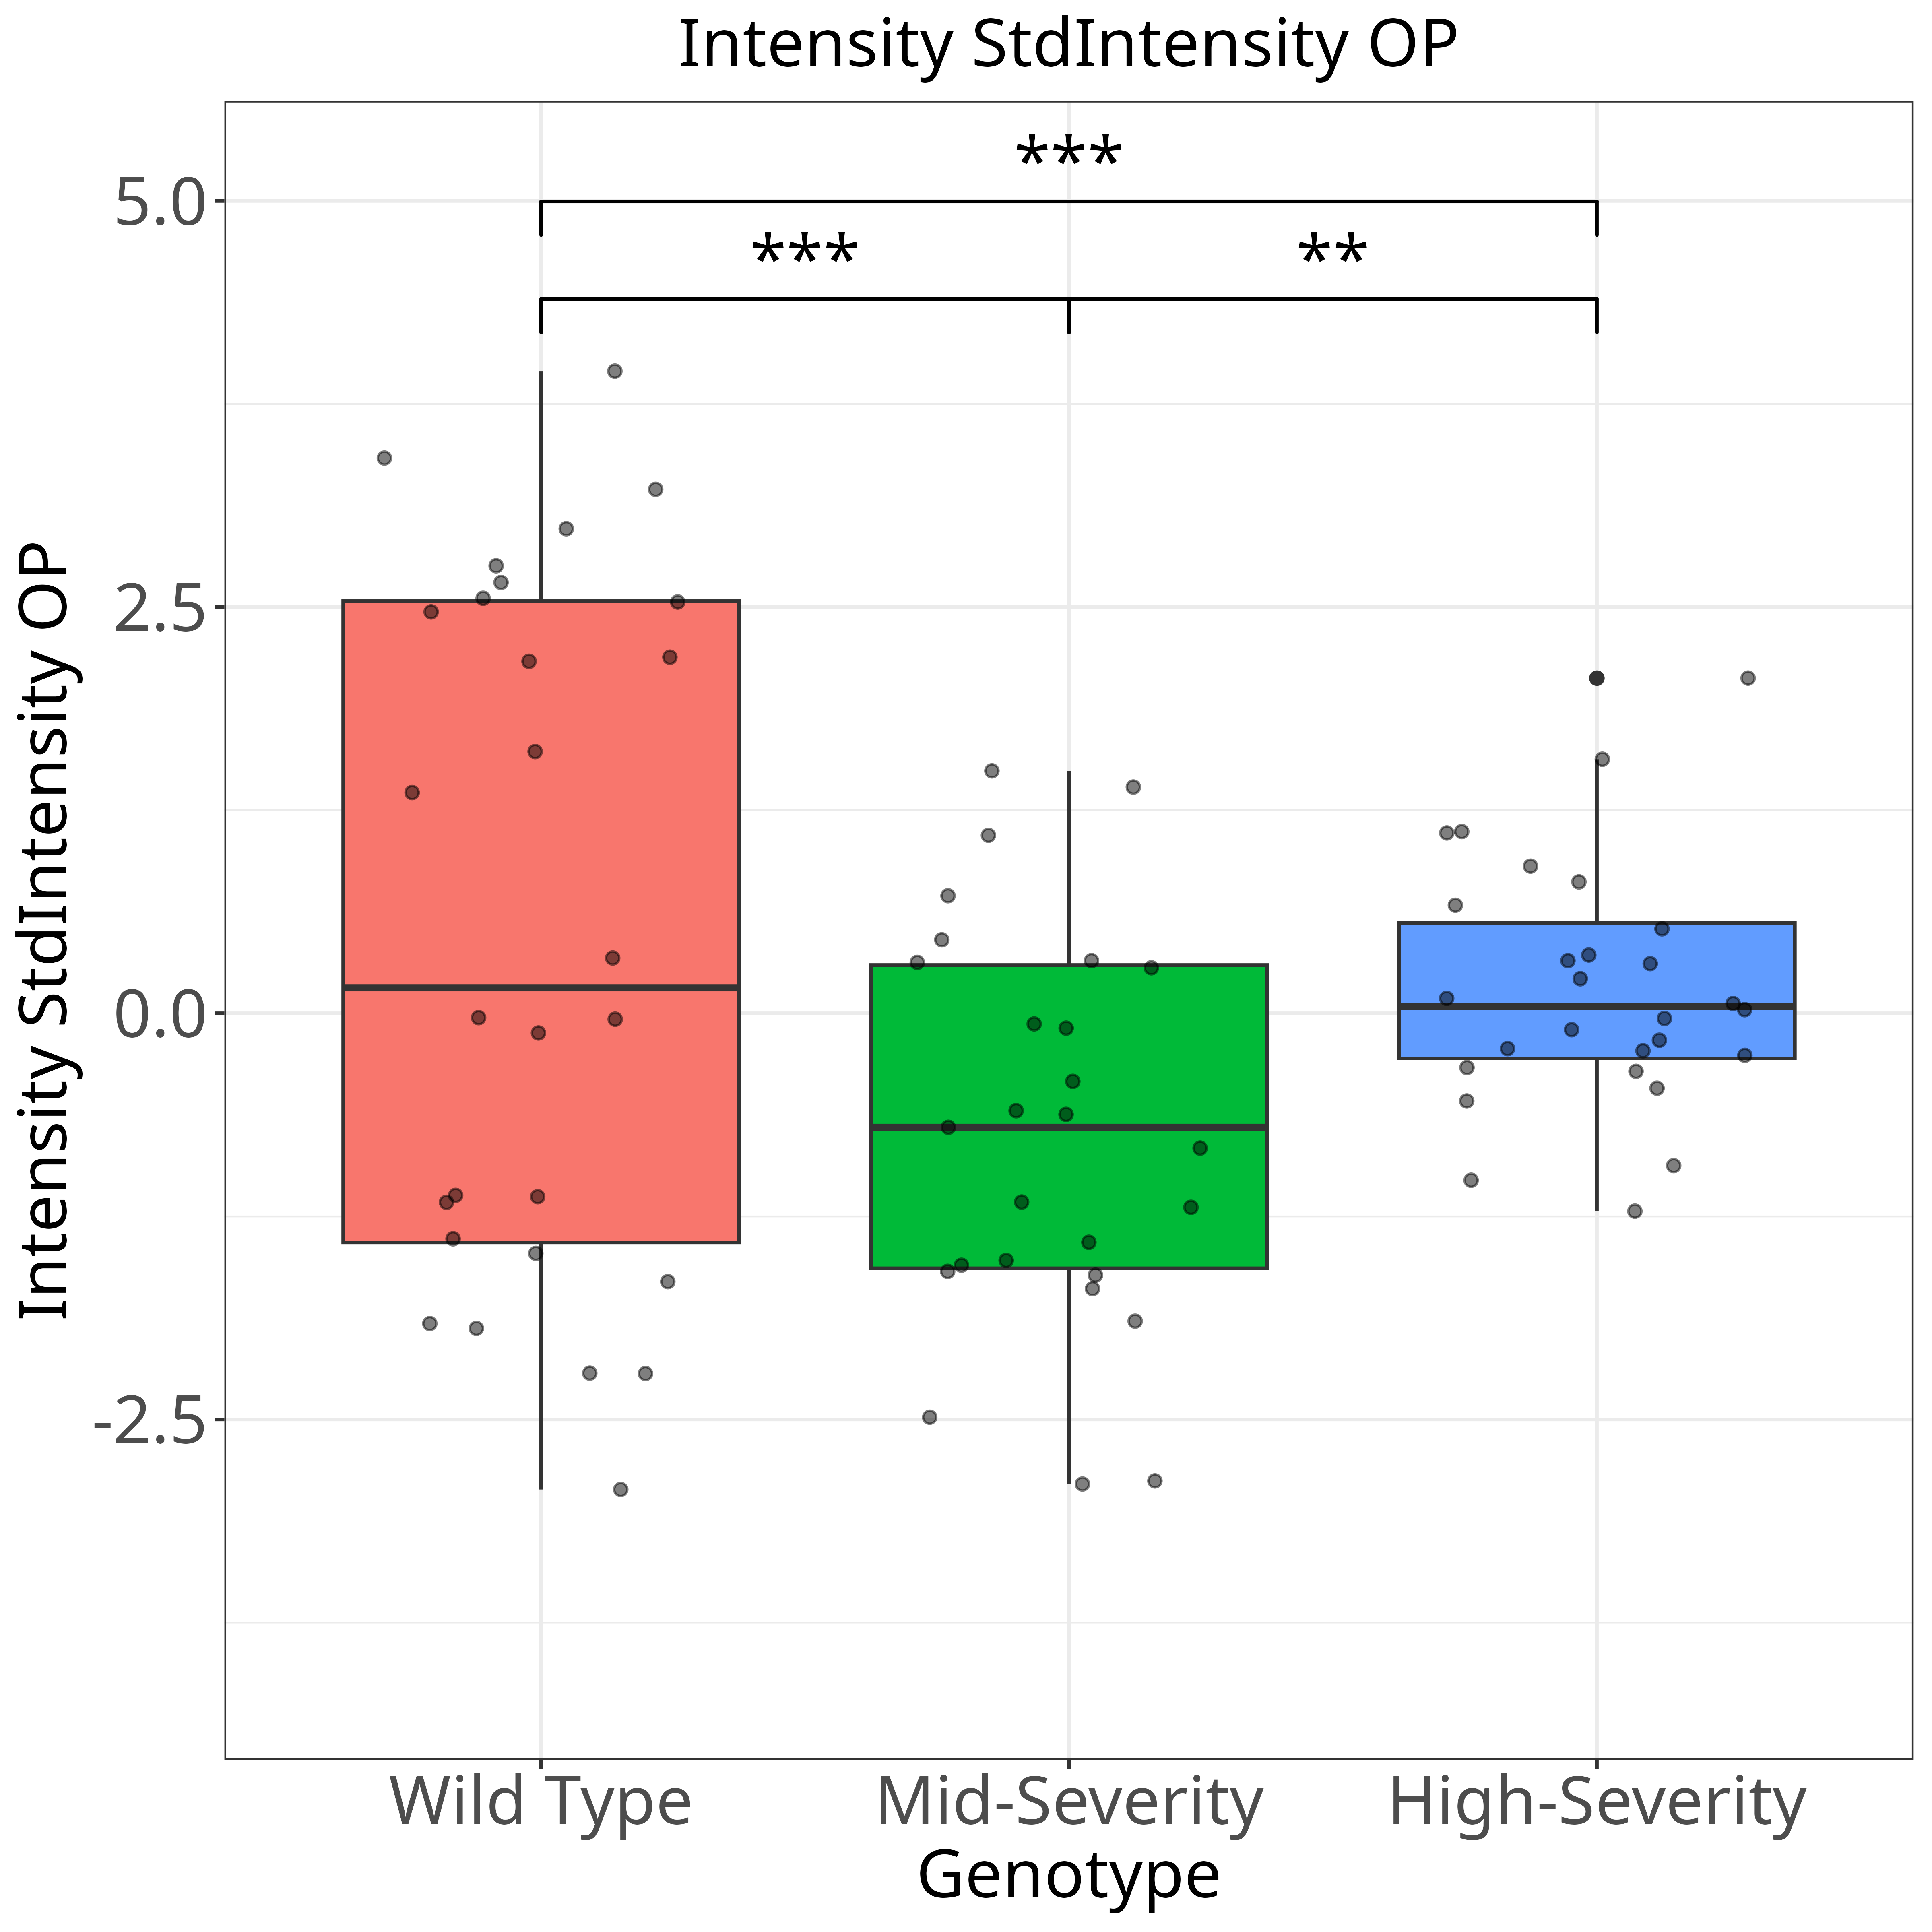 Intensity StdIntensity OP
***
*** **
Intensity StdIntensity OP
5.0
2.5
0.0
-2.5
Wild Type Mid-Severity High-Severity
Genotype